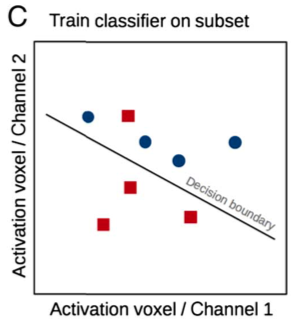 C Train classifier on subset
Activation voxel / Channel 2
Decision boundary
Activation voxel / Channel 1